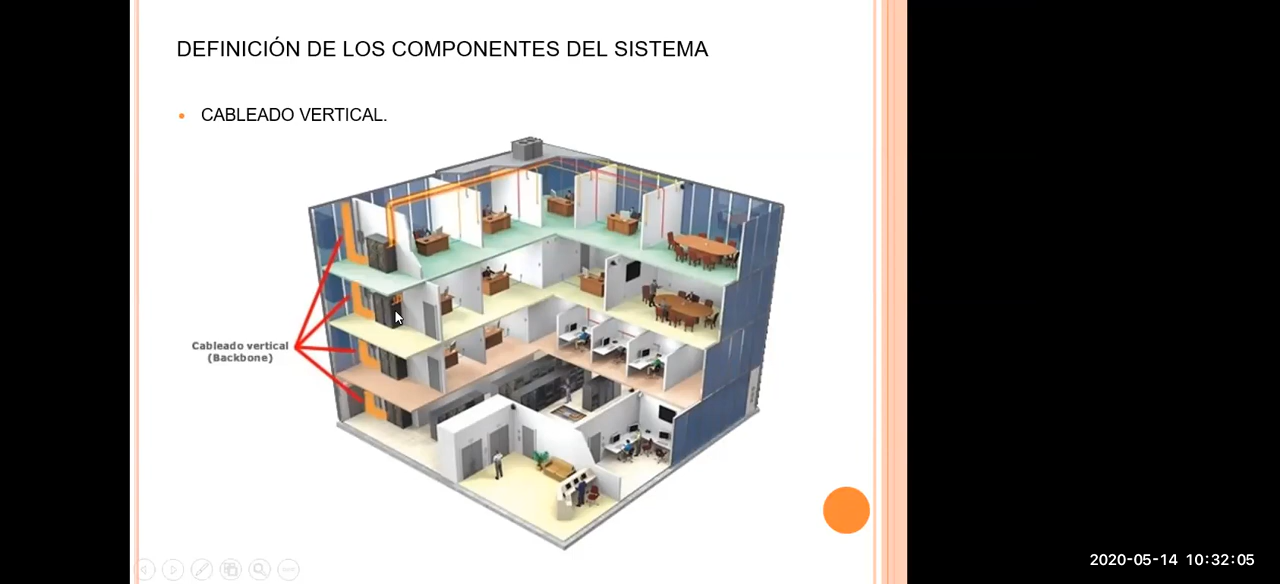 DEFINICIÓN DE LOS COMPONENTES DEL SISTEMA
CABLEADO VERTICAL.
Cableado vertical
(Backbone)
2020-05-14 10:32:05